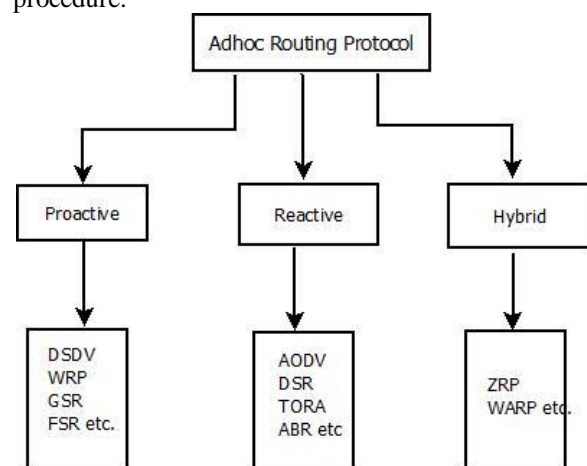 procedure.
Adhoc Routing Protocol
Proactive
Reactive
Hybrid
DSDV
WRP
GSR
FSR etc.
AODV
DSR
TORA
ABR etc
ZRP
WARP etc.